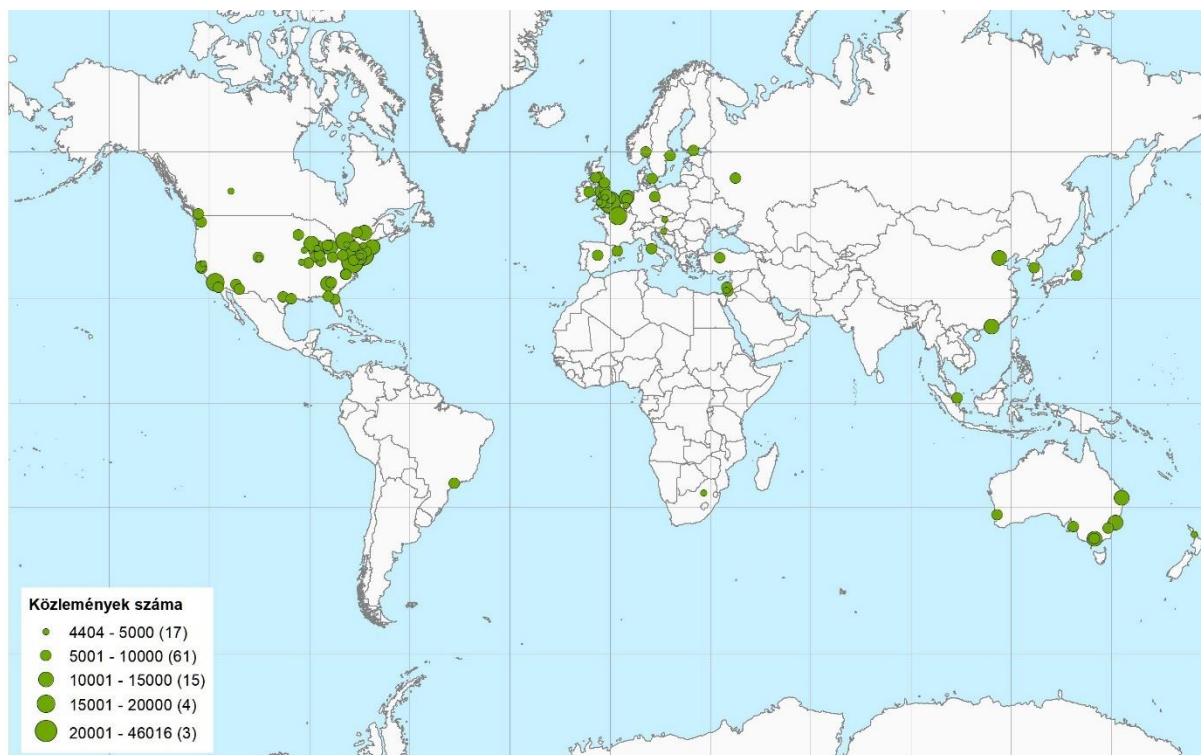 Közlemények száma
4404 - 5000 (17)
5001 - 10000 (61)
10001 - 15000 (15)
15001 - 20000 (4)
20001 - 46016 (3)